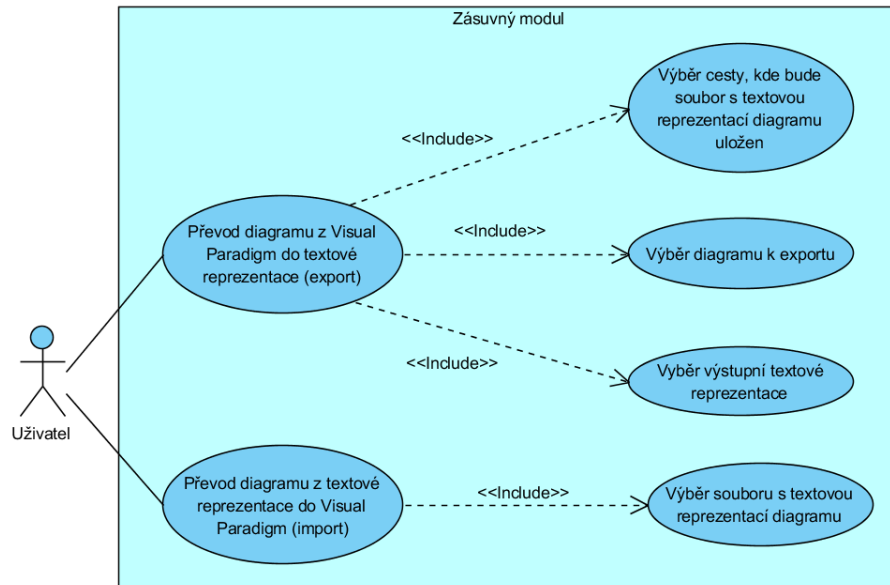 Zásuvný modul
Výběr cesty, kde bude
soubor s textovou
reprezentací diagramu
uložen
<<Include>>
Převod diagramu z Visual
Paradigm do textové
reprezentace (export)
<<Include>>
Výběr diagramu k exportu
<<Include>>
Vyběr výstupní textové
reprezentace
Uživatel
Převod diagramu z textové
reprezentace do Visual
Paradigm (import)
<<Include>>
Výběr souboru s textovou
reprezentací diagramu